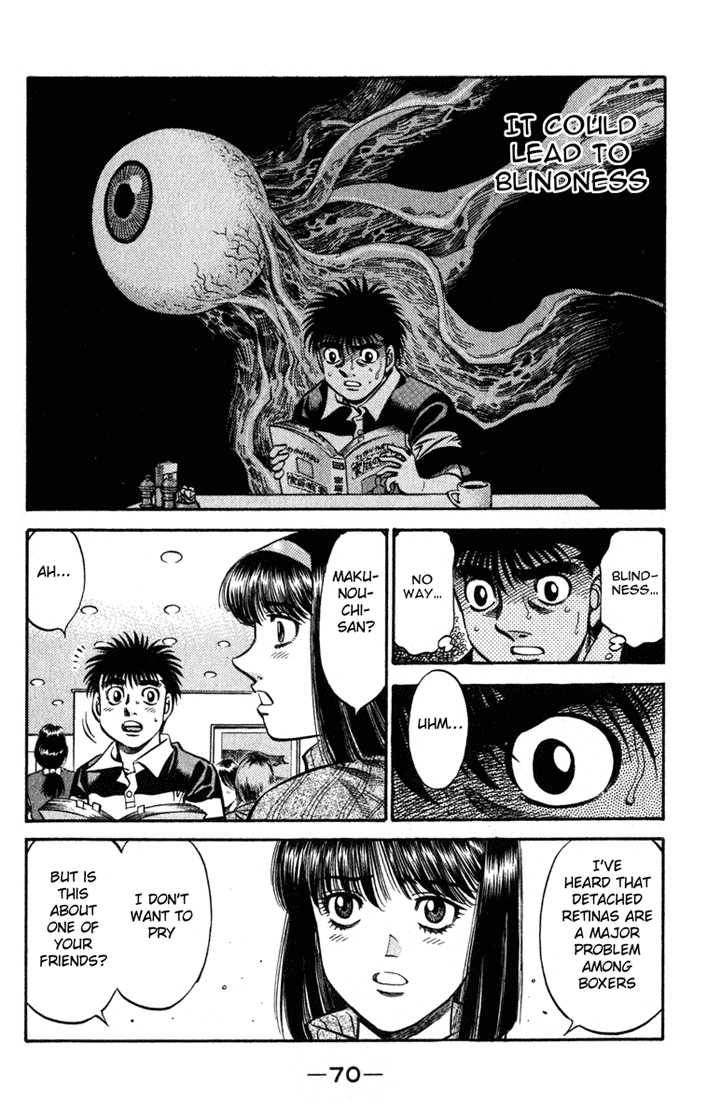 IT COULD
LEAD TO
BLINDNESS
BLIND-
NESS...
NO
WAY...
UHM...
MAKU-
NOU-
CHI-
SAN?
AH...
I'VE
HEARD THAT
DETACHED
RETINAS ARE
A MAJOR
PROBLEM
AMONG
BOXERS
I DON'T
WANT TO
PRY
BUT IS
THIS
ABOUT
ONE OF
YOUR
FRIENDS?
—70—